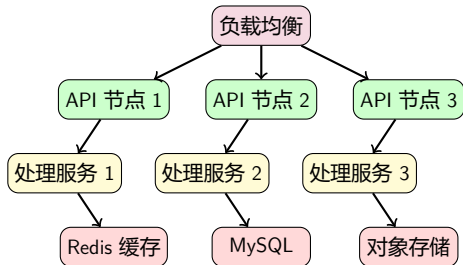 负载均衡
API 节点 1
API 节点 2
API 节点 3
处理服务 1
处理服务 2
处理服务 3
Redis 缓存
MySQL
对象存储